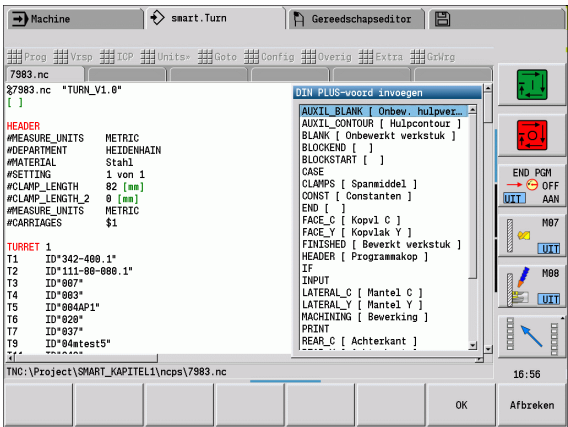 Machine
smart.Turn
Gereedschapseditor
Prog Vrsp ICP Units» Goto Config Overig Extra GrWrg
7983.nc
%7983.nc "TURN_V1.0"
[ ]
HEADER
#MEASURE_UNITS METRIC
#DEPARTMENT HEIDENHAIN
#MATERIAL Stahl
#SETTING 1 von 1
#CLAMP_LENGTH 82 [mm]
#CLAMP_LENGTH_2 0 [mm]
#MEASURE_UNITS METRIC
#CARRIAGES $1
TURRET 1
T1 ID"342-400.1"
T2 ID"111-80-080.1"
T3 ID"007"
T4 ID"003"
T5 ID"004AP1"
T6 ID"020"
T7 ID"037"
T9 ID"04mtest5"
DIN PLUS-woord invoegen
AUXIL_BLANK [ Onbew. hulpwer...
AUXIL_CONTOUR [ Hulpcontour ]
BLANK [ Onbewerkt werkstuk ]
BLOCKEND [ ]
BLOCKSTART [ ]
CASE
CLAMPS [ Spanmiddel ]
CONST [ Constanten ]
END [ ]
FACE_C [ Kopvl C ]
FACE_Y [ Kopvlak Y ]
FINISHED [ Bewerkt werkstuk ]
HEADER [ Programmakop ]
IF
INPUT
LATERAL_C [ Mantel C ]
LATERAL_Y [ Mantel Y ]
MACHINING [ Bewerking ]
PRINT
REAR_C [ Achterkant ]
END PGM
OFF
UIT AAN
M07
UIT
M08
UIT
TNC:\Project\SMART_KAPITEL1\ncps\7983.nc
16:56
OK
Afbreken